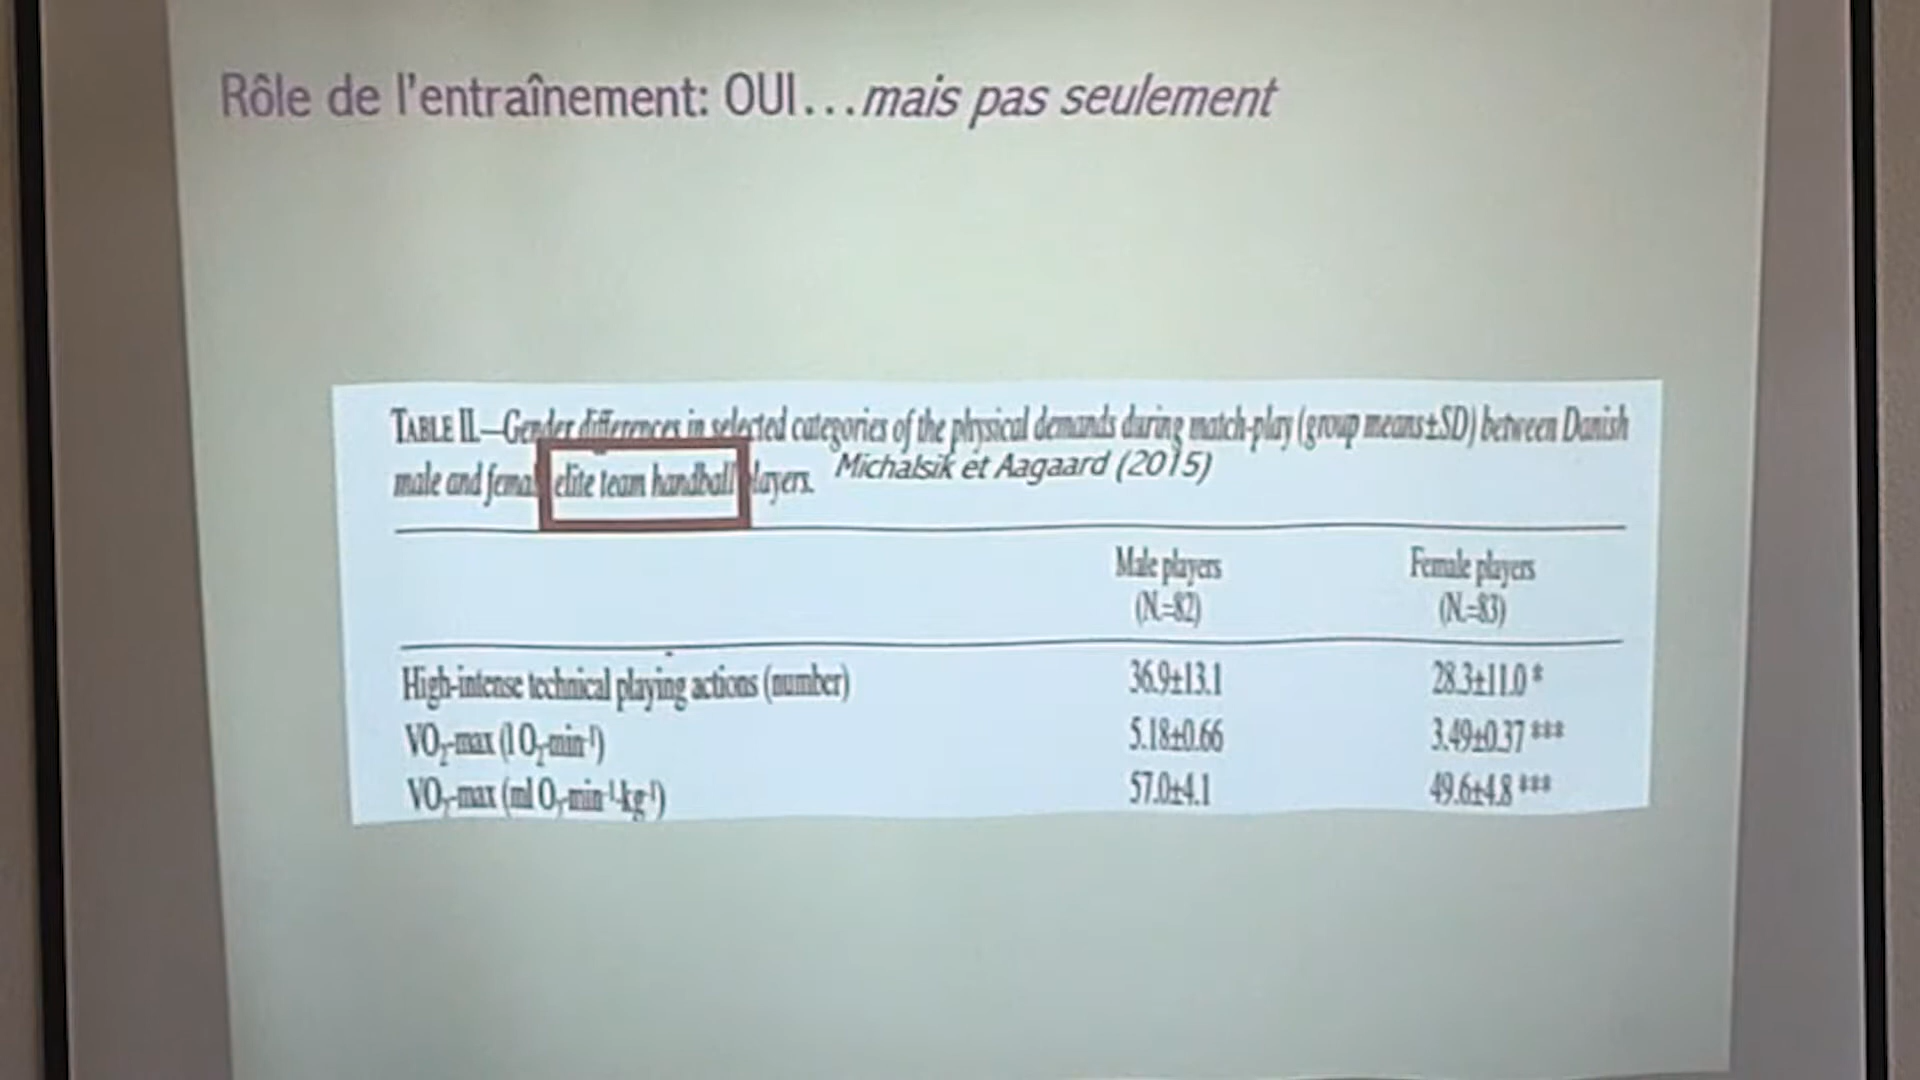 Rôle de l'entraînement: OUI...mais pas seulement
TABLE II.—Gender differences in selected categories of the physical demands during match-play (group means±SD) between Danish
male and femal elite team handball layers. Michalsik et Aagaard (2015)
Male players Female players
(N.=82) (N.=83)
High-intense technical playing actions (number) 36.9±13.1 28.3±11.0 *
VO₂-max (l O₂-min⁻¹) 5.18±0.66 3.49±0.37 ***
VO₂-max (ml O₂-min⁻¹-kg⁻¹) 57.0±4.1 49.6±4.8 ***